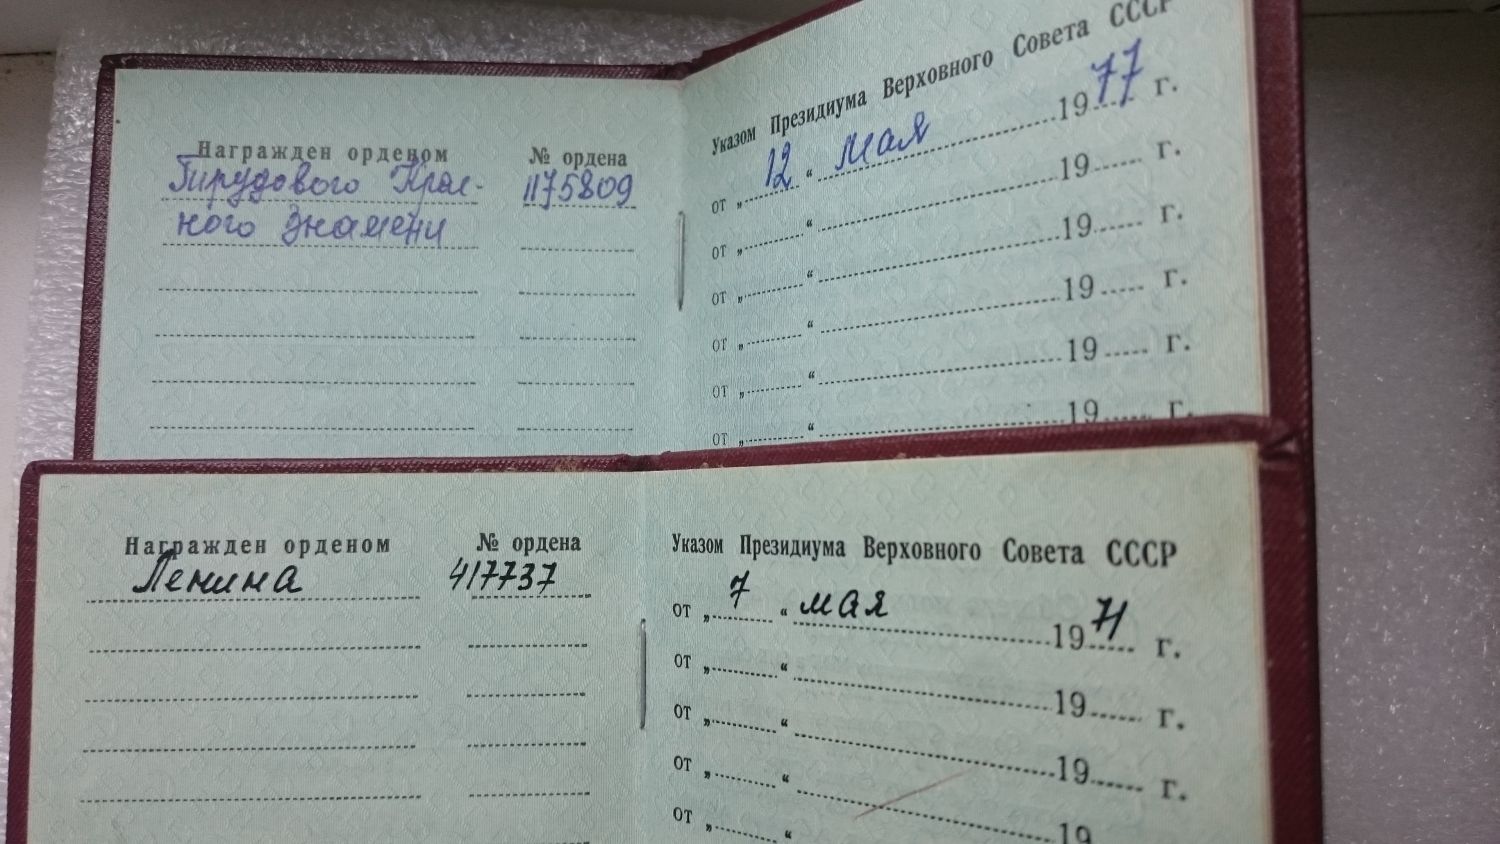 Награжден орденом № ордена
Трудового Крас- 1175809
ного Знамени
Указом Президиума Верховного Совета СССР
от „ 12 “ мая 1977 г.
от „ “ 19 г.
от „ “ 19 г.
от „ “ 19 г.
от „ “ 19 г.
от „ “ 19 г.
Награжден орденом № ордена
Ленина 417737
Указом Президиума Верховного Совета СССР
от „ 7 “ мая 1971 г.
от „ “ 19 г.
от „ “ 19 г.
от „ “ 19
от „ “